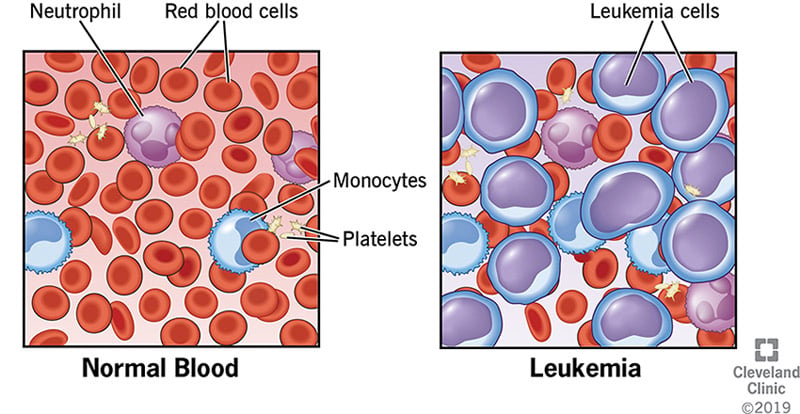 Neutrophil
Red blood cells
Leukemia cells
Monocytes
Platelets
Normal Blood
Leukemia
Cleveland
Clinic
©2019